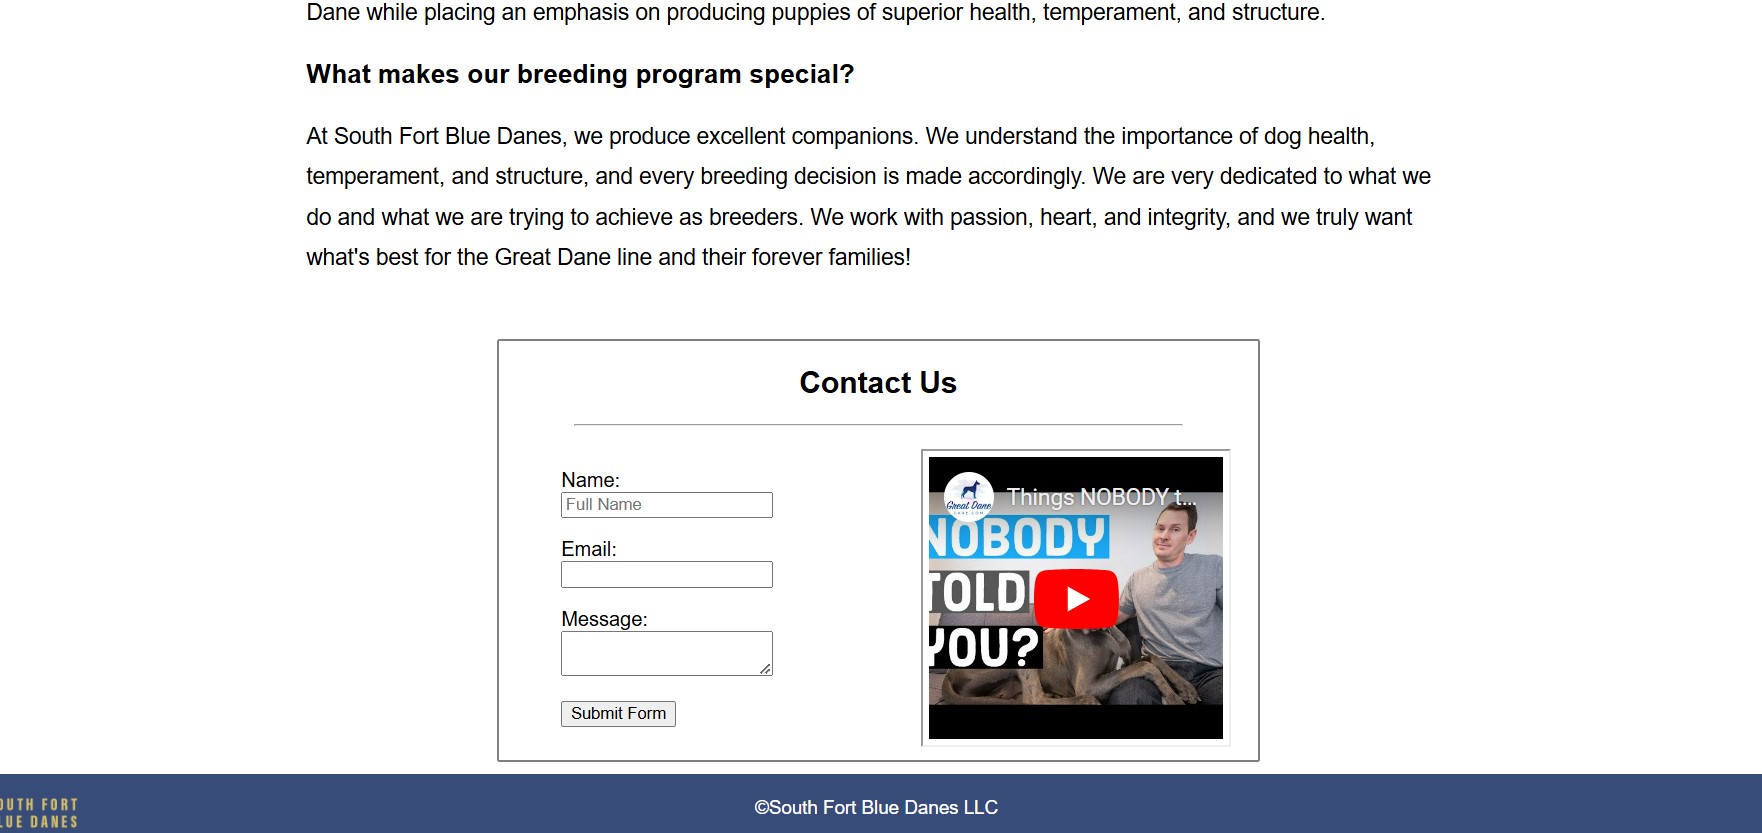 Dane while placing an emphasis on producing puppies of superior health, temperament, and structure.
What makes our breeding program special?
At South Fort Blue Danes, we produce excellent companions. We understand the importance of dog health,
temperament, and structure, and every breeding decision is made accordingly. We are very dedicated to what we
do and what we are trying to achieve as breeders. We work with passion, heart, and integrity, and we truly want
what's best for the Great Dane line and their forever families!
Contact Us
Name:
Full Name
Email:
Message:
Submit Form
Great Dane
CARE.COM
Things NOBODY t...
NOBODY
TOLD
YOU?
OUTH FORT
LUE DANES
©South Fort Blue Danes LLC